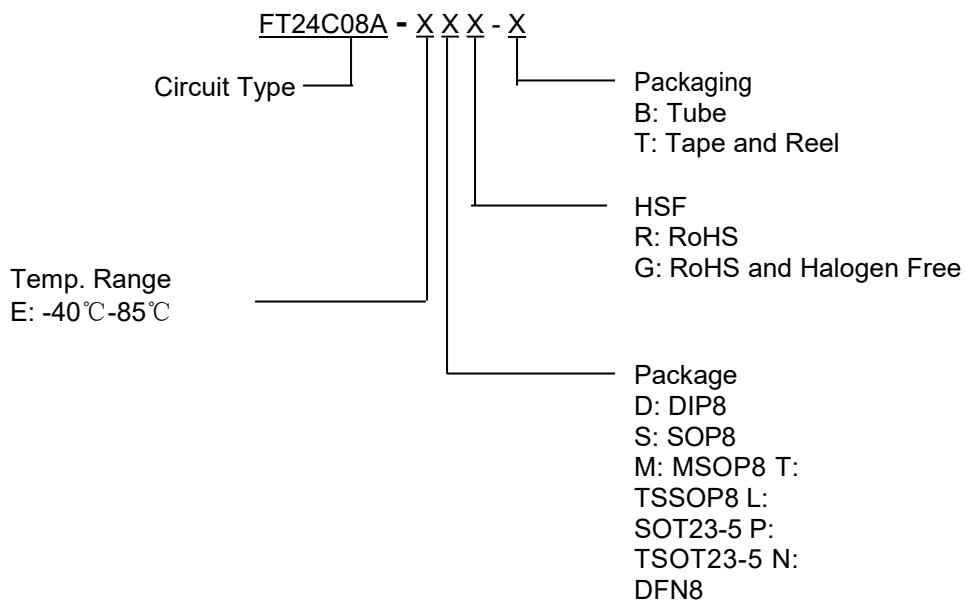 FT24C08A - X X X - X
Circuit Type
Packaging
B: Tube
T: Tape and Reel
HSF
R: RoHS
G: RoHS and Halogen Free
Temp. Range
E: -40℃-85℃
Package
D: DIP8
S: SOP8
M: MSOP8 T:
TSSOP8 L:
SOT23-5 P:
TSOT23-5 N:
DFN8